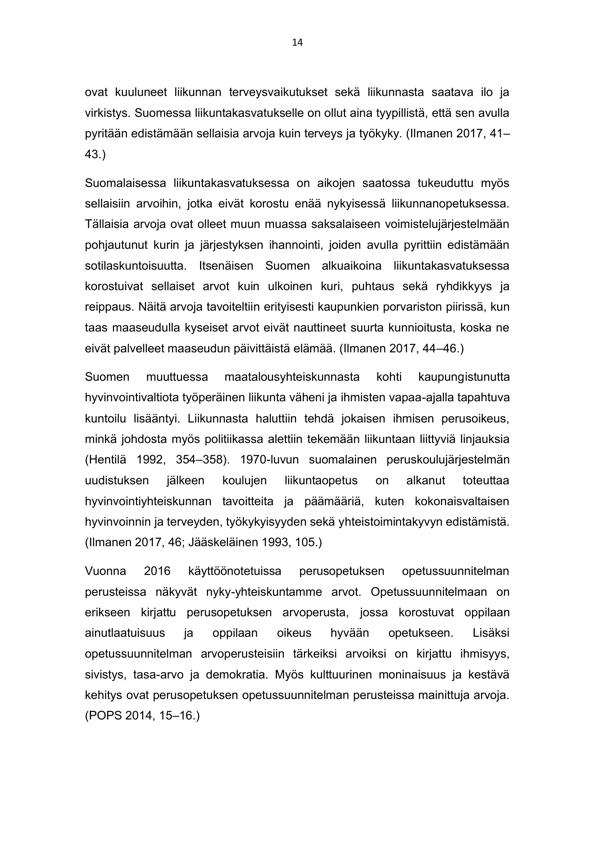 14
ovat kuuluneet liikunnan terveysvaikutukset sekä liikunnasta saatava ilo ja
virkistys. Suomessa liikuntakasvatukselle on ollut aina tyypillistä, että sen avulla
pyritään edistämään sellaisia arvoja kuin terveys ja työkyky. (Ilmanen 2017, 41–
43.)
Suomalaisessa liikuntakasvatuksessa on aikojen saatossa tukeuduttu myös
sellaisiin arvoihin, jotka eivät korostu enää nykyisessä liikunnanopetuksessa.
Tällaisia arvoja ovat olleet muun muassa saksalaiseen voimistelujärjestelmään
pohjautunut kurin ja järjestyksen ihannointi, joiden avulla pyrittiin edistämään
sotilaskuntoisuutta. Itsenäisen Suomen alkuaikoina liikuntakasvatuksessa
korostuivat sellaiset arvot kuin ulkoinen kuri, puhtaus sekä ryhdikkyys ja
reippaus. Näitä arvoja tavoiteltiin erityisesti kaupunkien porvariston piirissä, kun
taas maaseudulla kyseiset arvot eivät nauttineet suurta kunnioitusta, koska ne
eivät palvelleet maaseudun päivittäistä elämää. (Ilmanen 2017, 44–46.)
Suomen muuttuessa maatalousyhteiskunnasta kohti kaupungistunutta
hyvinvointivaltiota työperäinen liikunta väheni ja ihmisten vapaa-ajalla tapahtuva
kuntoilu lisääntyi. Liikunnasta haluttiin tehdä jokaisen ihmisen perusoikeus,
minkä johdosta myös politiikassa alettiin tekemään liikuntaan liittyviä linjauksia
(Hentilä 1992, 354–358). 1970-luvun suomalainen peruskoulujärjestelmän
uudistuksen jälkeen koulujen liikuntaopetus on alkanut toteuttaa
hyvinvointiyhteiskunnan tavoitteita ja päämääriä, kuten kokonaisvaltaisen
hyvinvoinnin ja terveyden, työkykyisyyden sekä yhteistoimintakyvyn edistämistä.
(Ilmanen 2017, 46; Jääskeläinen 1993, 105.)
Vuonna 2016 käyttöönotetuissa perusopetuksen opetussuunnitelman
perusteissa näkyvät nyky-yhteiskuntamme arvot. Opetussuunnitelmaan on
erikseen kirjattu perusopetuksen arvoperusta, jossa korostuvat oppilaan
ainutlaatuisuus ja oppilaan oikeus hyvään opetukseen. Lisäksi
opetussuunnitelman arvoperusteisiin tärkeiksi arvoiksi on kirjattu ihmisyys,
sivistys, tasa-arvo ja demokratia. Myös kulttuurinen moninaisuus ja kestävä
kehitys ovat perusopetuksen opetussuunnitelman perusteissa mainittuja arvoja.
(POPS 2014, 15–16.)